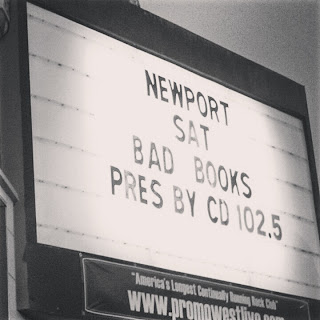 NEWPORT
SAT
BAD BOOKS
PRES BY CD 102.5
"America's Longest Continually Running Rock Club"
www.promowestlive.com